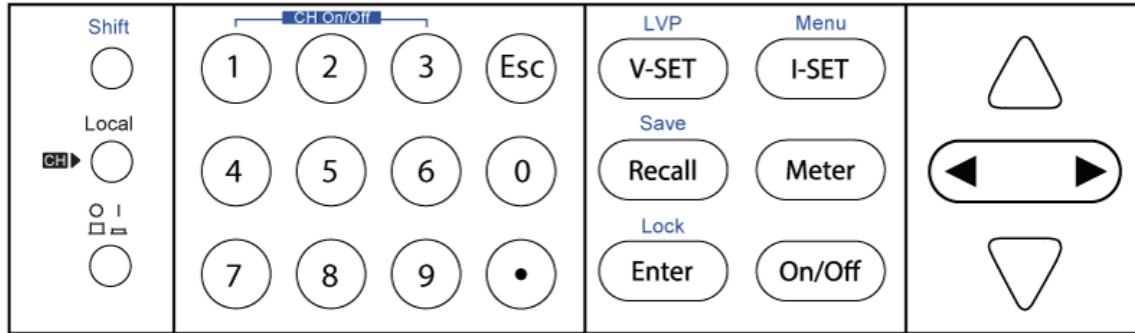 Shift
CH On/Off
LVP Menu
1 2 3 Esc
V-SET I-SET
Local
Save
CH
4 5 6 0
Recall Meter
Lock
7 8 9 •
Enter On/Off